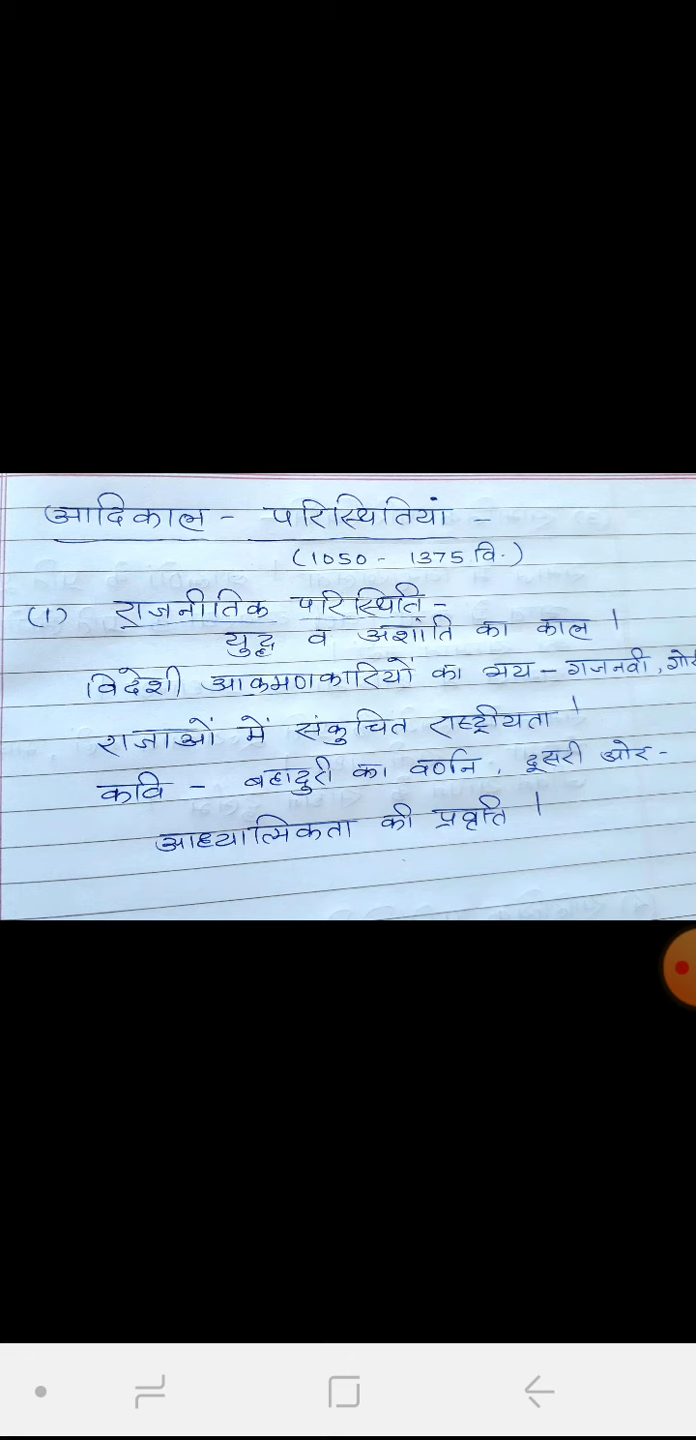 आदिकाल - परिस्थितियां -
(1050 - 1375 वि.)
(1) राजनीतिक परिस्थिति -
युद्ध व अशांति का काल ।
विदेशी आक्रमणकारियों का भय - गजनवी,
राजाओं में संकुचित राष्ट्रीयता ।
कवि - बहादुरी का वर्णन, दूसरी ओर -
आध्यात्मिकता की प्रवृत्ति ।